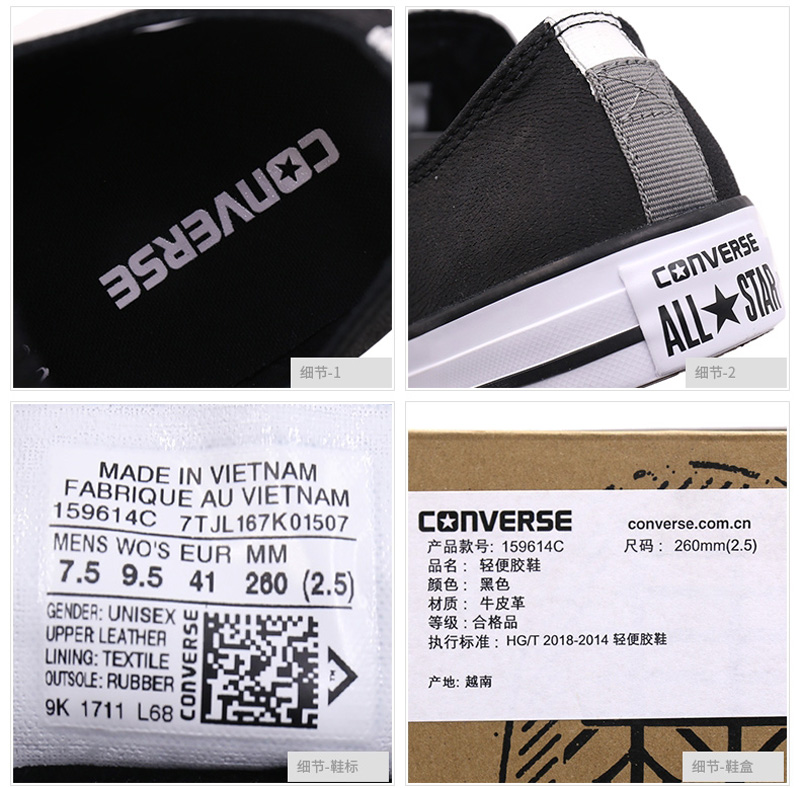 CONVERSE
细节-1
CONVERSE
ALL★STAR
细节-2
MADE IN VIETNAM
FABRIQUE AU VIETNAM
159614C 7TJL167K01507
MENS WO'S EUR MM
7.5 9.5 41 260 (2.5)
GENDER: UNISEX
UPPER: LEATHER
LINING: TEXTILE
OUTSOLE: RUBBER
9K 1711 L68
CONVERSE
细节-鞋标
CONVERSE converse.com.cn
产品款号: 159614C 尺码: 260mm(2.5)
品名: 轻便胶鞋
颜色: 黑色
材质: 牛皮革
等级: 合格品
执行标准: HG/T 2018-2014 轻便胶鞋
产地: 越南
细节-鞋盒